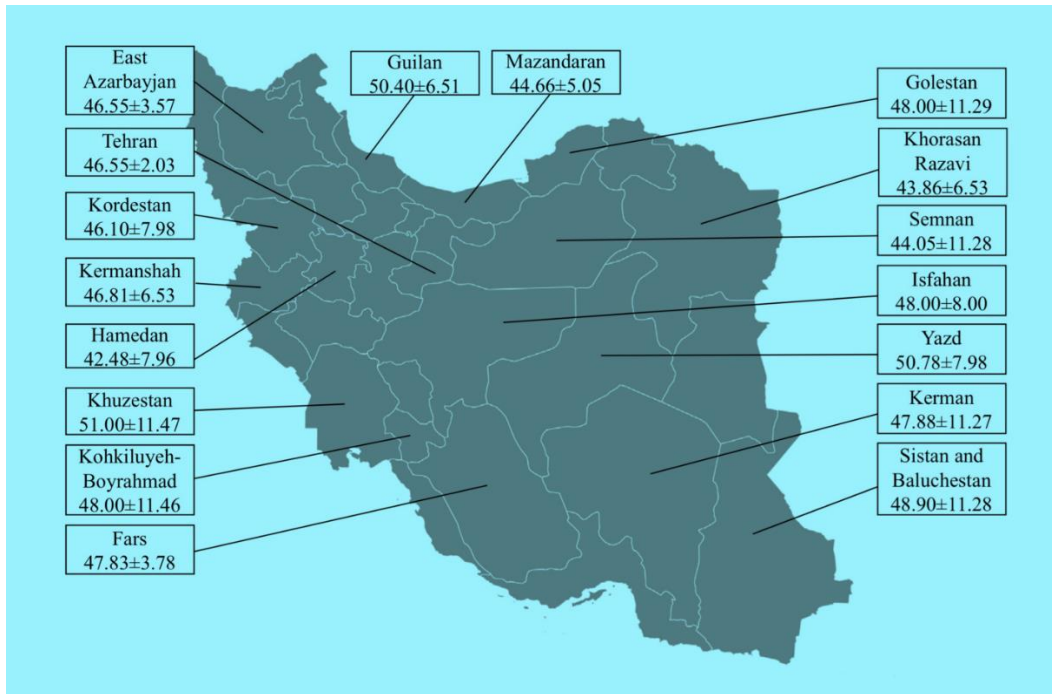 East
Azarbayjan
46.55±3.57
Tehran
46.55±2.03
Kordestan
46.10±7.98
Kermanshah
46.81±6.53
Hamedan
42.48±7.96
Khuzestan
51.00±11.47
Kohkiluyeh-
Boyrahmad
48.00±11.46
Fars
47.83±3.78
Guilan
50.40±6.51
Mazandaran
44.66±5.05
Golestan
48.00±11.29
Khorasan
Razavi
43.86±6.53
Semnan
44.05±11.28
Isfahan
48.00±8.00
Yazd
50.78±7.98
Kerman
47.88±11.27
Sistan and
Baluchestan
48.90±11.28